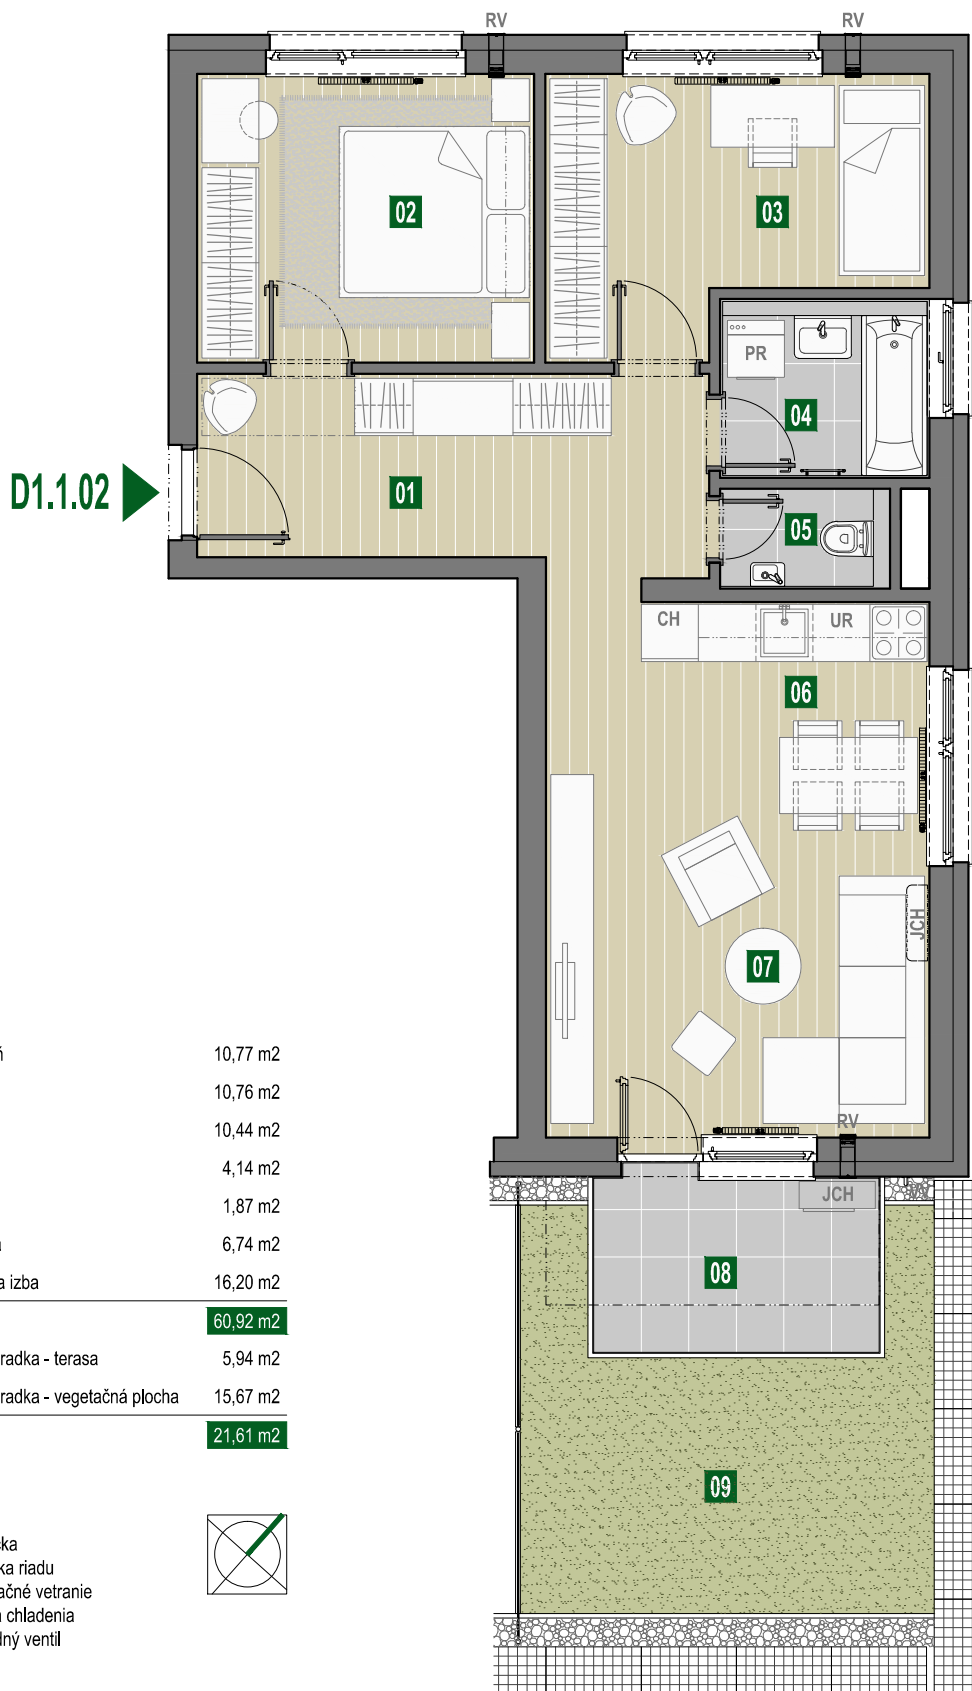 RV
RV
02
03
PR
04
D1.1.02
01
05
CH
UR
06
JCH
07
RV
JCH
08
09
ň 10,77 m2
10,76 m2
10,44 m2
4,14 m2
1,87 m2
a 6,74 m2
a izba 16,20 m2
60,92 m2
radka - terasa 5,94 m2
radka - vegetačná plocha 15,67 m2
21,61 m2
čka
ka riadu
ačné vetranie
a chladenia
dný ventil